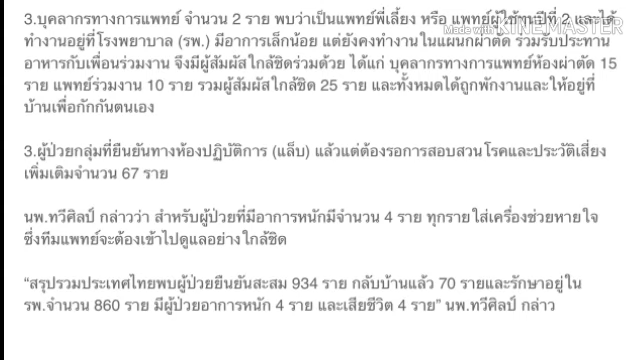 3.บุคลากรทางการแพทย์ จำนวน 2 ราย พบว่าเป็นแพทย์พี่เลี้ยง หรือ แพทย์ผู้ใช้ทุนปีที่ 2 และได้
Made with KINEMASTER
ทำงานอยู่ที่โรงพยาบาล (รพ.) มีอาการเล็กน้อย แต่ยังคงทำงานในแผนกผ่าตัด ร่วมรับประทาน
อาหารกับเพื่อนร่วมงาน จึงมีผู้สัมผัสใกล้ชิดร่วมด้วย ได้แก่ บุคลากรทางการแพทย์ห้องผ่าตัด 15
ราย แพทย์ร่วมงาน 10 ราย รวมผู้สัมผัสใกล้ชิด 25 ราย และทั้งหมดได้ถูกพักงานและให้อยู่ที่
บ้านเพื่อกักกันตนเอง
3.ผู้ป่วยกลุ่มที่ยืนยันทางห้องปฏิบัติการ (แล็บ) แล้วแต่ต้องรอการสอบสวนโรคและประวัติเสี่ยง
เพิ่มเติมจำนวน 67 ราย
นพ.ทวีศิลป์ กล่าวว่า สำหรับผู้ป่วยที่มีอาการหนักมีจำนวน 4 ราย ทุกรายใส่เครื่องช่วยหายใจ
ซึ่งทีมแพทย์จะต้องเข้าไปดูแลอย่างใกล้ชิด
“สรุปรวมประเทศไทยพบผู้ป่วยยืนยันสะสม 934 ราย กลับบ้านแล้ว 70 รายและรักษาอยู่ใน
รพ.จำนวน 860 ราย มีผู้ป่วยอาการหนัก 4 ราย และเสียชีวิต 4 ราย” นพ.ทวีศิลป์ กล่าว